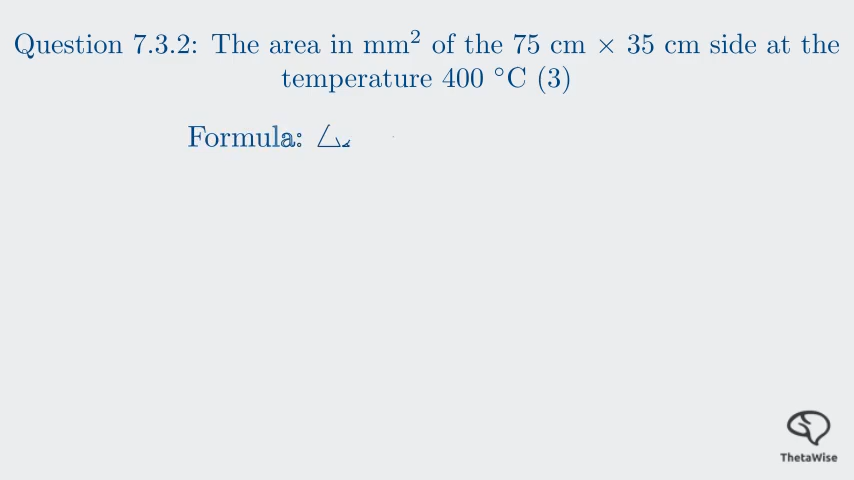 Question 7.3.2: The area in mm² of the 75 cm × 35 cm side at the
temperature 400 °C (3)
Formula:
ThetaWise